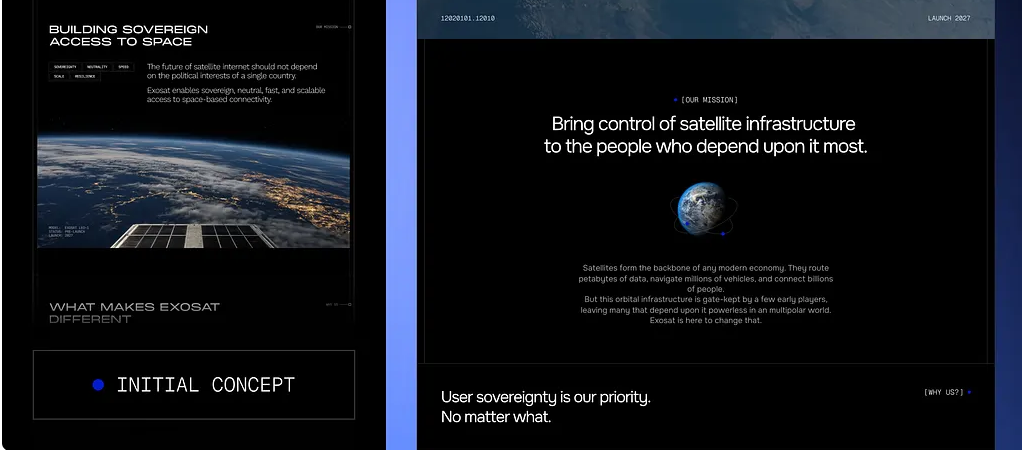 BUILDING SOVEREIGN
ACCESS TO SPACE
OUR MISSION
SOVEREIGNTY NEUTRALITY SPEED
SCALE RESILIENCE
The future of satellite internet should not depend
on the political interests of a single country.
Exosat enables sovereign, neutral, fast, and scalable
access to space-based connectivity.
LAUNCH: 2027
WHAT MAKES EXOSAT
DIFFERENT
INITIAL CONCEPT
12020101.12010
LAUNCH 2027
[OUR MISSION]
Bring control of satellite infrastructure
to the people who depend upon it most.
Satellites form the backbone of any modern economy. They route
petabytes of data, navigate millions of vehicles, and connect billions
of people.
But this orbital infrastructure is gate-kept by a few early players,
leaving many that depend upon it powerless in an multipolar world.
Exosat is here to change that.
User sovereignty is our priority.
No matter what.
[WHY US?]